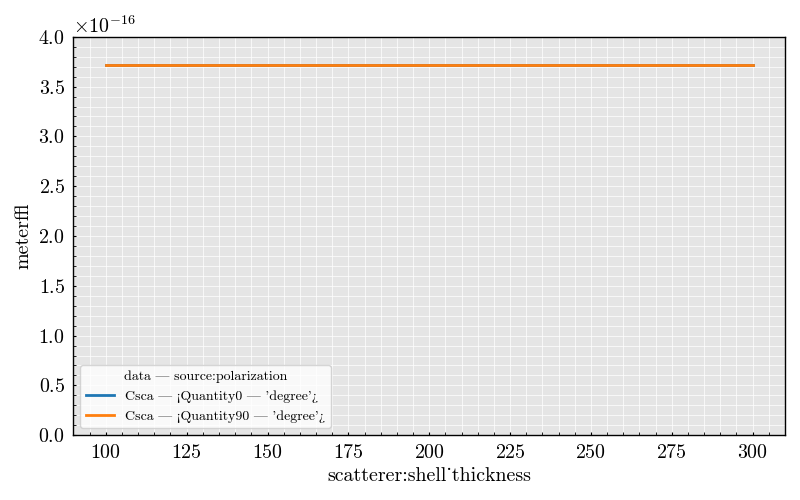 ×10⁻¹⁶
4.0
3.5
3.0
2.5
2.0
1.5
1.0
0.5
0.0
meterffl
data — source:polarization
Csca — ¡Quantity0 — 'degree'¿
Csca — ¡Quantity90 — 'degree'¿
100 125 150 175 200 225 250 275 300
scatterer:shell˙thickness